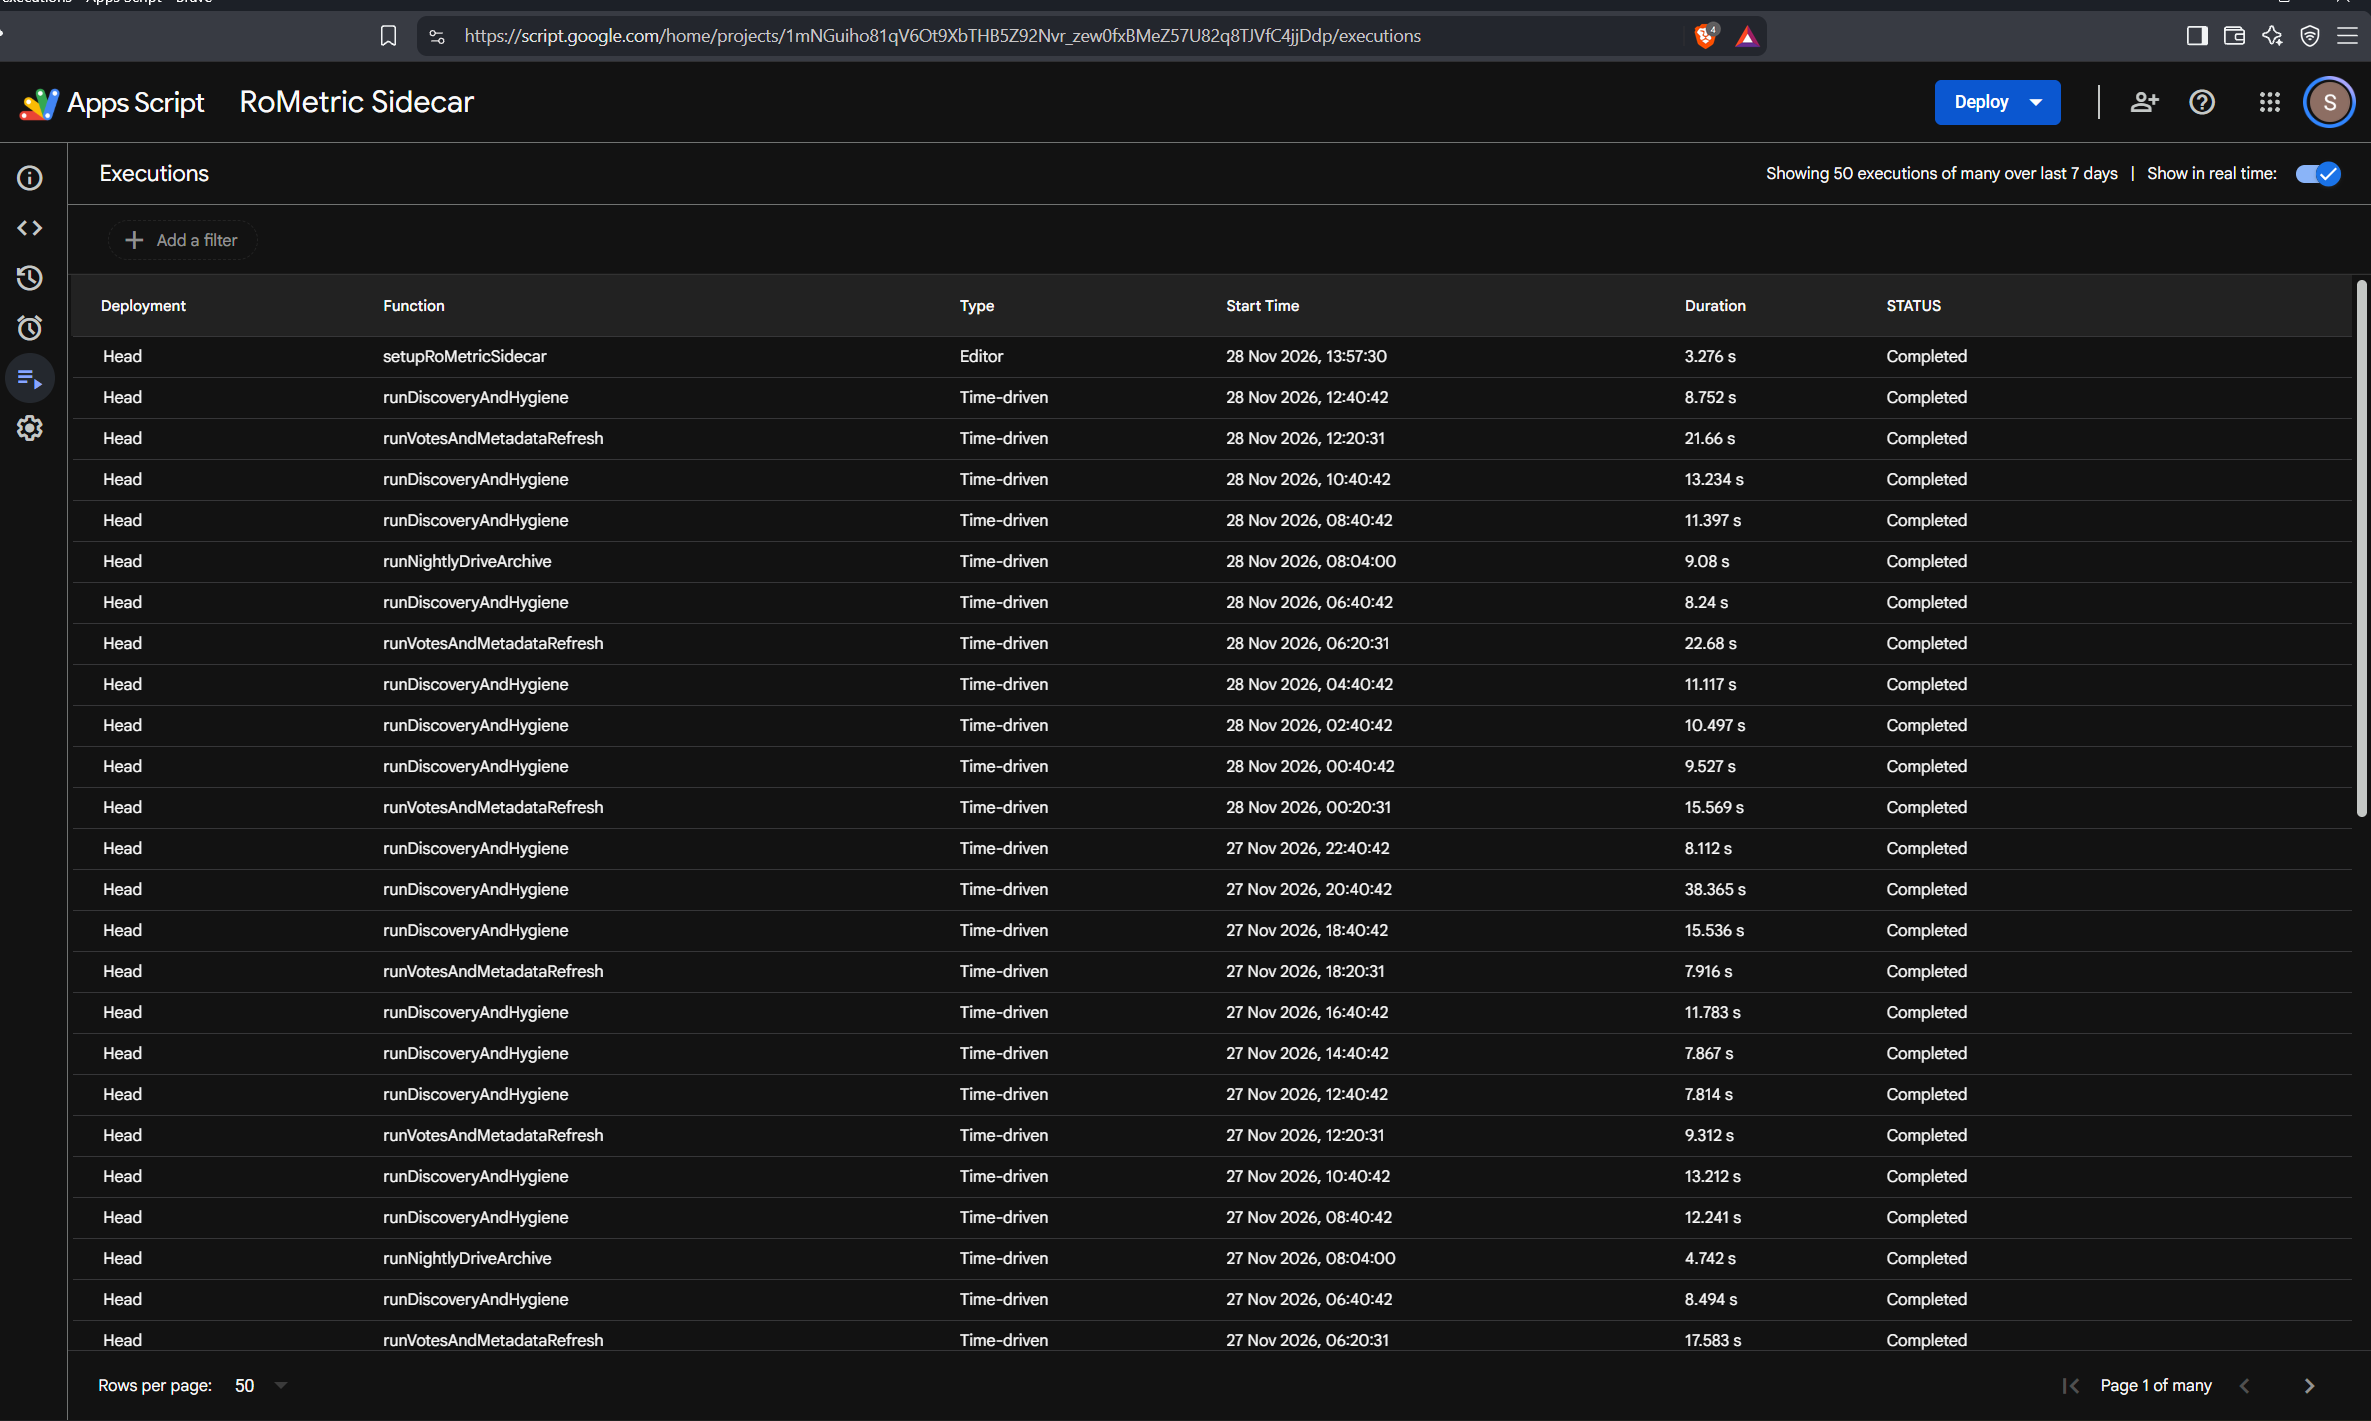 executions - Apps Script - Brave
https://script.google.com/home/projects/1mNGuiho81qV6Ot9XbTHB5Z92Nvr_zew0fxBMeZ57U82q8TJVfC4jjDdp/executions 4
Apps Script RoMetric Sidecar Deploy S
Executions Showing 50 executions of many over last 7 days | Show in real time:
Add a filter
Deployment Function Type Start Time Duration STATUS
Head setupRoMetricSidecar Editor 28 Nov 2026, 13:57:30 3.276 s Completed
Head runDiscoveryAndHygiene Time-driven 28 Nov 2026, 12:40:42 8.752 s Completed
Head runVotesAndMetadataRefresh Time-driven 28 Nov 2026, 12:20:31 21.66 s Completed
Head runDiscoveryAndHygiene Time-driven 28 Nov 2026, 10:40:42 13.234 s Completed
Head runDiscoveryAndHygiene Time-driven 28 Nov 2026, 08:40:42 11.397 s Completed
Head runNightlyDriveArchive Time-driven 28 Nov 2026, 08:04:00 9.08 s Completed
Head runDiscoveryAndHygiene Time-driven 28 Nov 2026, 06:40:42 8.24 s Completed
Head runVotesAndMetadataRefresh Time-driven 28 Nov 2026, 06:20:31 22.68 s Completed
Head runDiscoveryAndHygiene Time-driven 28 Nov 2026, 04:40:42 11.117 s Completed
Head runDiscoveryAndHygiene Time-driven 28 Nov 2026, 02:40:42 10.497 s Completed
Head runDiscoveryAndHygiene Time-driven 28 Nov 2026, 00:40:42 9.527 s Completed
Head runVotesAndMetadataRefresh Time-driven 28 Nov 2026, 00:20:31 15.569 s Completed
Head runDiscoveryAndHygiene Time-driven 27 Nov 2026, 22:40:42 8.112 s Completed
Head runDiscoveryAndHygiene Time-driven 27 Nov 2026, 20:40:42 38.365 s Completed
Head runDiscoveryAndHygiene Time-driven 27 Nov 2026, 18:40:42 15.536 s Completed
Head runVotesAndMetadataRefresh Time-driven 27 Nov 2026, 18:20:31 7.916 s Completed
Head runDiscoveryAndHygiene Time-driven 27 Nov 2026, 16:40:42 11.783 s Completed
Head runDiscoveryAndHygiene Time-driven 27 Nov 2026, 14:40:42 7.867 s Completed
Head runDiscoveryAndHygiene Time-driven 27 Nov 2026, 12:40:42 7.814 s Completed
Head runVotesAndMetadataRefresh Time-driven 27 Nov 2026, 12:20:31 9.312 s Completed
Head runDiscoveryAndHygiene Time-driven 27 Nov 2026, 10:40:42 13.212 s Completed
Head runDiscoveryAndHygiene Time-driven 27 Nov 2026, 08:40:42 12.241 s Completed
Head runNightlyDriveArchive Time-driven 27 Nov 2026, 08:04:00 4.742 s Completed
Head runDiscoveryAndHygiene Time-driven 27 Nov 2026, 06:40:42 8.494 s Completed
Head runVotesAndMetadataRefresh Time-driven 27 Nov 2026, 06:20:31 17.583 s Completed
Rows per page: 50 Page 1 of many